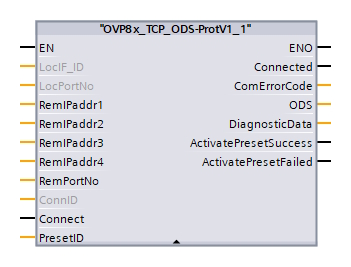 "OVP8x_TCP_ODS-ProtV1_1"
EN
ENO
LocIF_ID
Connected
LocPortNo
ComErrorCode
RemIPaddr1
ODS
RemIPaddr2
DiagnosticData
RemIPaddr3
ActivatePresetSuccess
RemIPaddr4
ActivatePresetFailed
RemPortNo
ConnID
Connect
PresetID